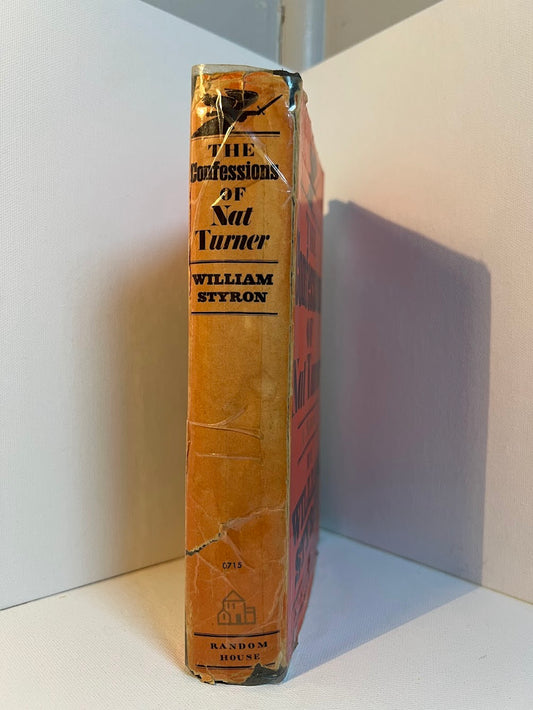 THE
Confessions
OF
Nat
Turner
WILLIAM
STYRON
0715
RANDOM
HOUSE